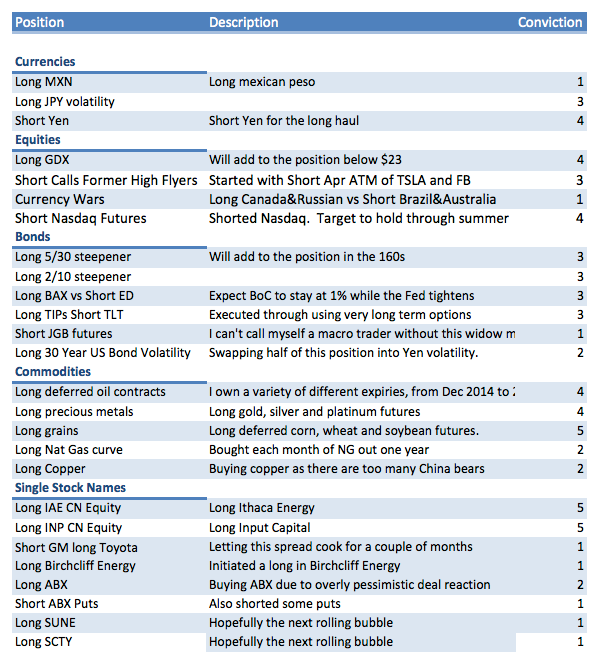 Position Description Conviction
Currencies
Long MXN Long mexican peso 1
Long JPY volatility 3
Short Yen Short Yen for the long haul 4
Equities
Long GDX Will add to the position below $23 4
Short Calls Former High Flyers Started with Short Apr ATM of TSLA and FB 3
Currency Wars Long Canada&Russian vs Short Brazil&Australia 1
Short Nasdaq Futures Shorted Nasdaq. Target to hold through summer 4
Bonds
Long 5/30 steepener Will add to the position in the 160s 3
Long 2/10 steepener 3
Long BAX vs Short ED Expect BoC to stay at 1% while the Fed tightens 3
Long TIPs Short TLT Executed through using very long term options 3
Short JGB futures I can't call myself a macro trader without this widow 1
Long 30 Year US Bond Volatility Swapping half of this position into Yen volatility. 2
Commodities
Long deferred oil contracts I own a variety of different expiries, from Dec 2014 to 4
Long precious metals Long gold, silver and platinum futures 4
Long grains Long deferred corn, wheat and soybean futures. 5
Long Nat Gas curve Bought each month of NG out one year 2
Long Copper Buying copper as there are too many China bears 2
Single Stock Names
Long IAE CN Equity Long Ithaca Energy 5
Long INP CN Equity Long Input Capital 5
Short GM long Toyota Letting this spread cook for a couple of months 1
Long Birchcliff Energy Initiated a long in Birchcliff Energy 1
Long ABX Buying ABX due to overly pessimistic deal reaction 2
Short ABX Puts Also shorted some puts 1
Long SUNE Hopefully the next rolling bubble 1
Long SCTY Hopefully the next rolling bubble 1